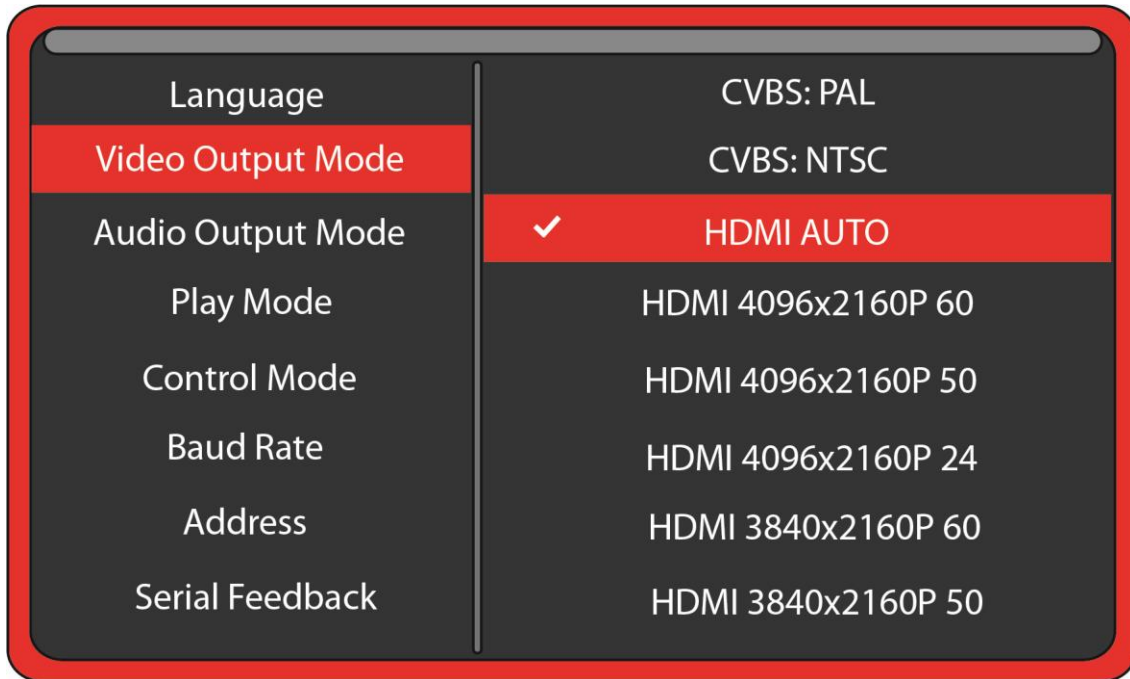 Language
Video Output Mode
Audio Output Mode
Play Mode
Control Mode
Baud Rate
Address
Serial Feedback
CVBS: PAL
CVBS: NTSC
HDMI AUTO
HDMI 4096x2160P 60
HDMI 4096x2160P 50
HDMI 4096x2160P 24
HDMI 3840x2160P 60
HDMI 3840x2160P 50